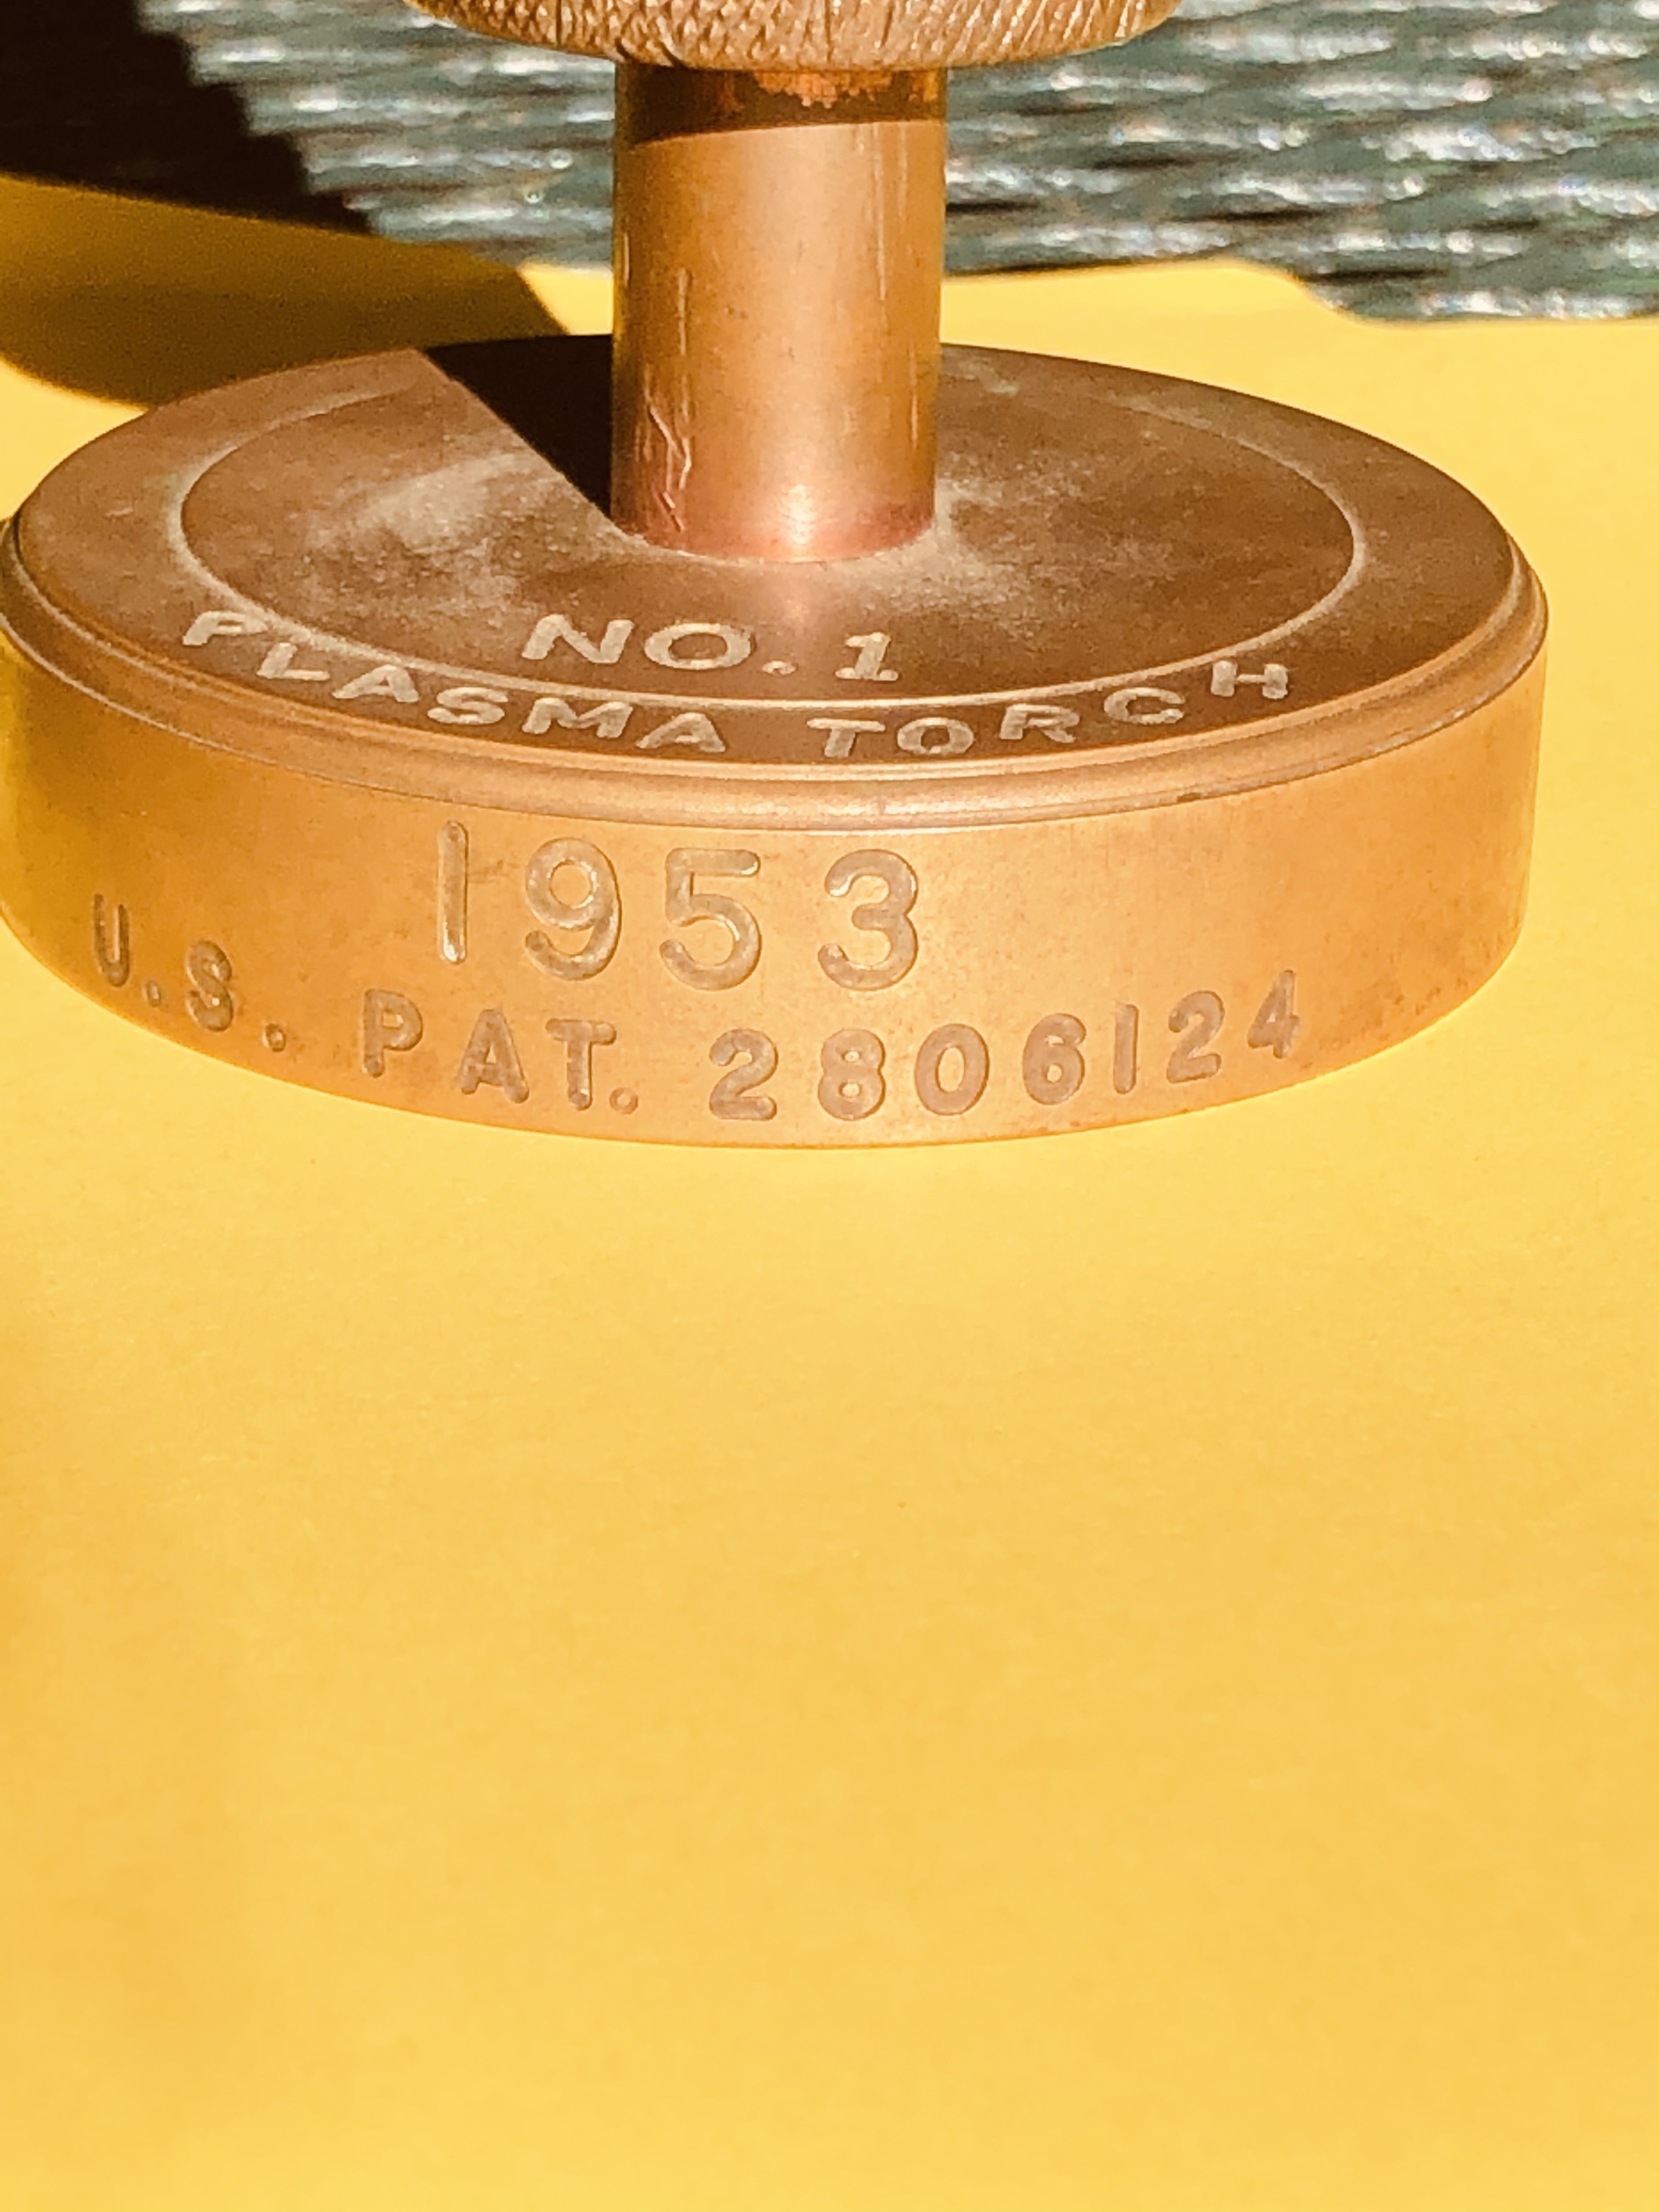 NO. 1
PLASMA TORCH
1953
U.S. PAT. 2806124